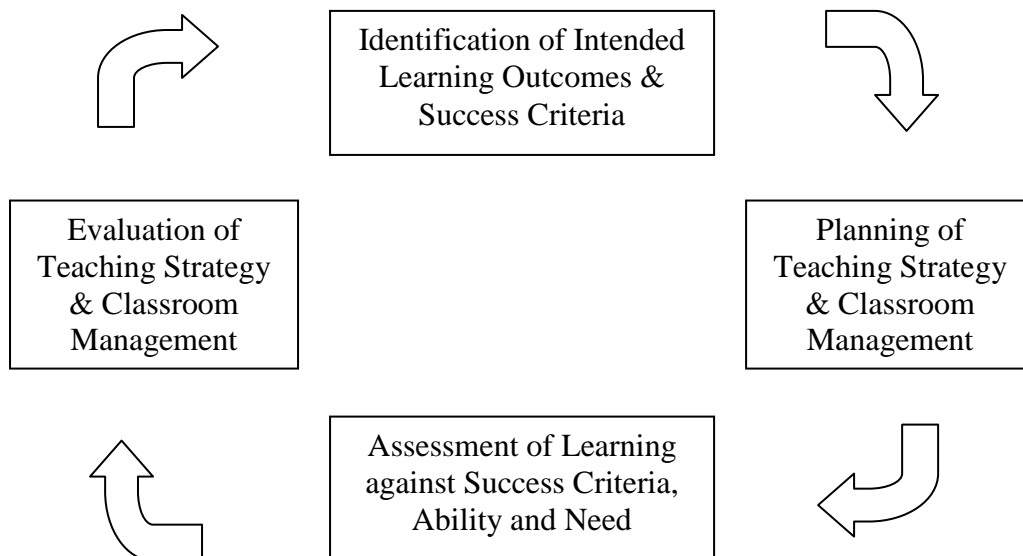 Identification of Intended
Learning Outcomes &
Success Criteria
Evaluation of
Teaching Strategy
& Classroom
Management
Planning of
Teaching Strategy
& Classroom
Management
Assessment of Learning
against Success Criteria,
Ability and Need